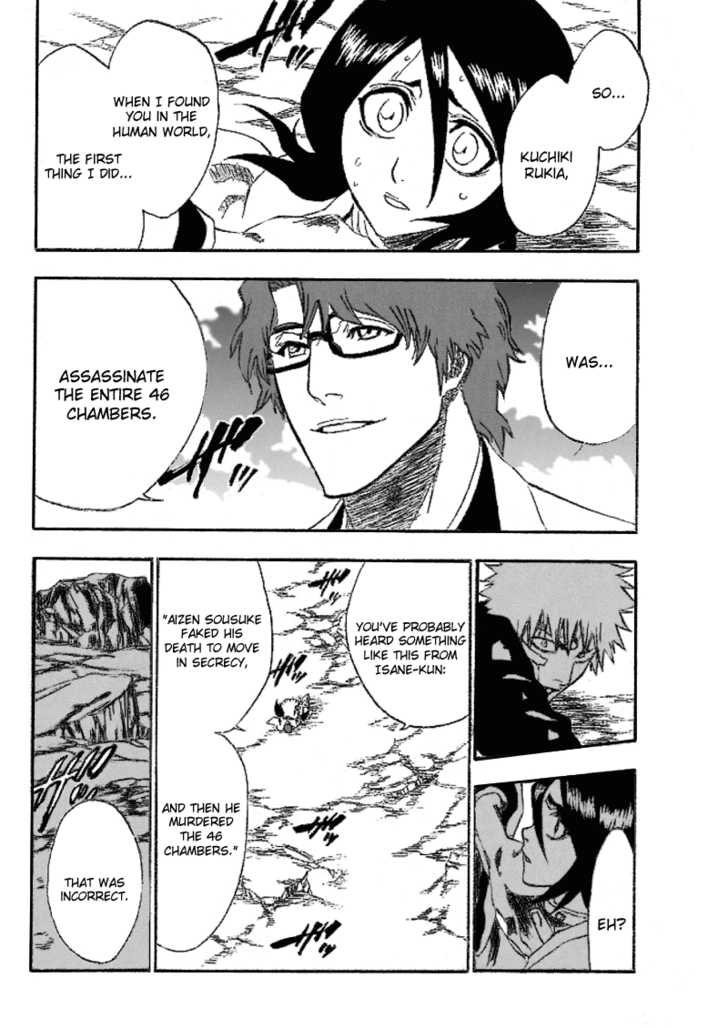 SO...
KUCHIKI
RUKIA,
WHEN I FOUND
YOU IN THE
HUMAN WORLD,
THE FIRST
THING I DID...
WAS...
ASSASSINATE
THE ENTIRE 46
CHAMBERS.
EH?
YOU'VE PROBABLY
HEARD SOMETHING
LIKE THIS FROM
ISANE-KUN:
"AIZEN SOUSUKE
FAKED HIS
DEATH TO
MOVE IN
SECRECY,
AND THEN HE
MURDERED
THE 46
CHAMBERS."
THAT WAS
INCORRECT.